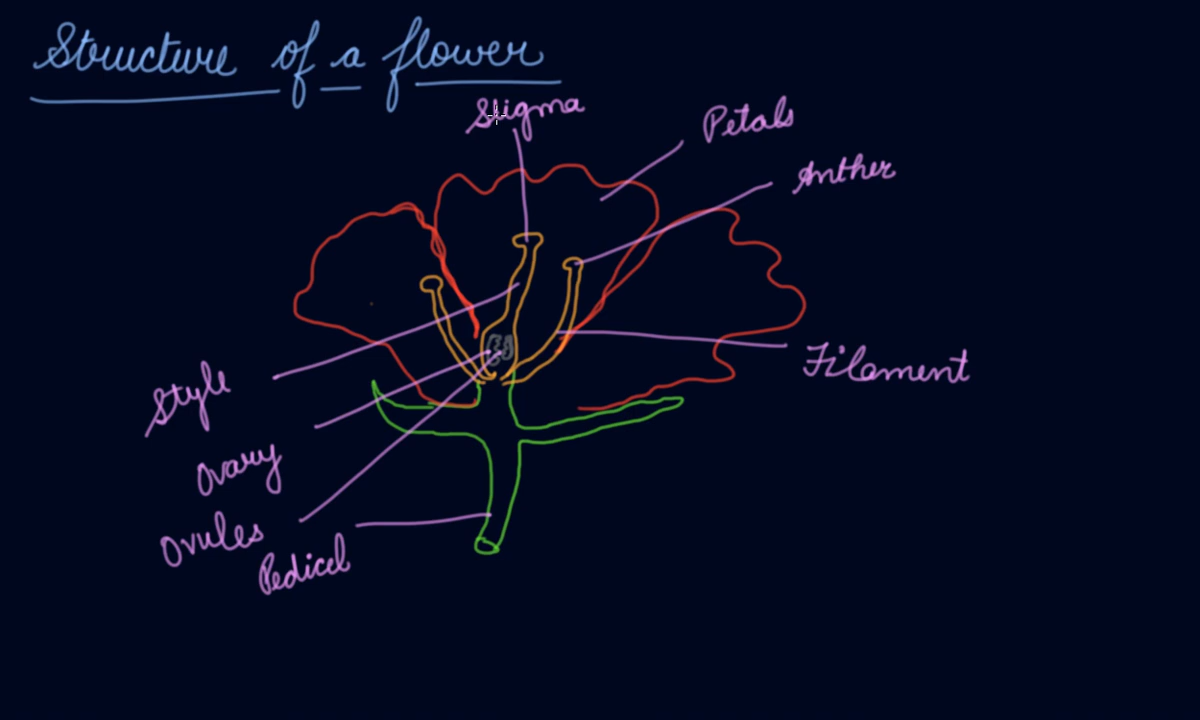 Structure of a flower
Stigma
Petals
Anther
Filament
Style
Ovary
Ovules
Pedicel